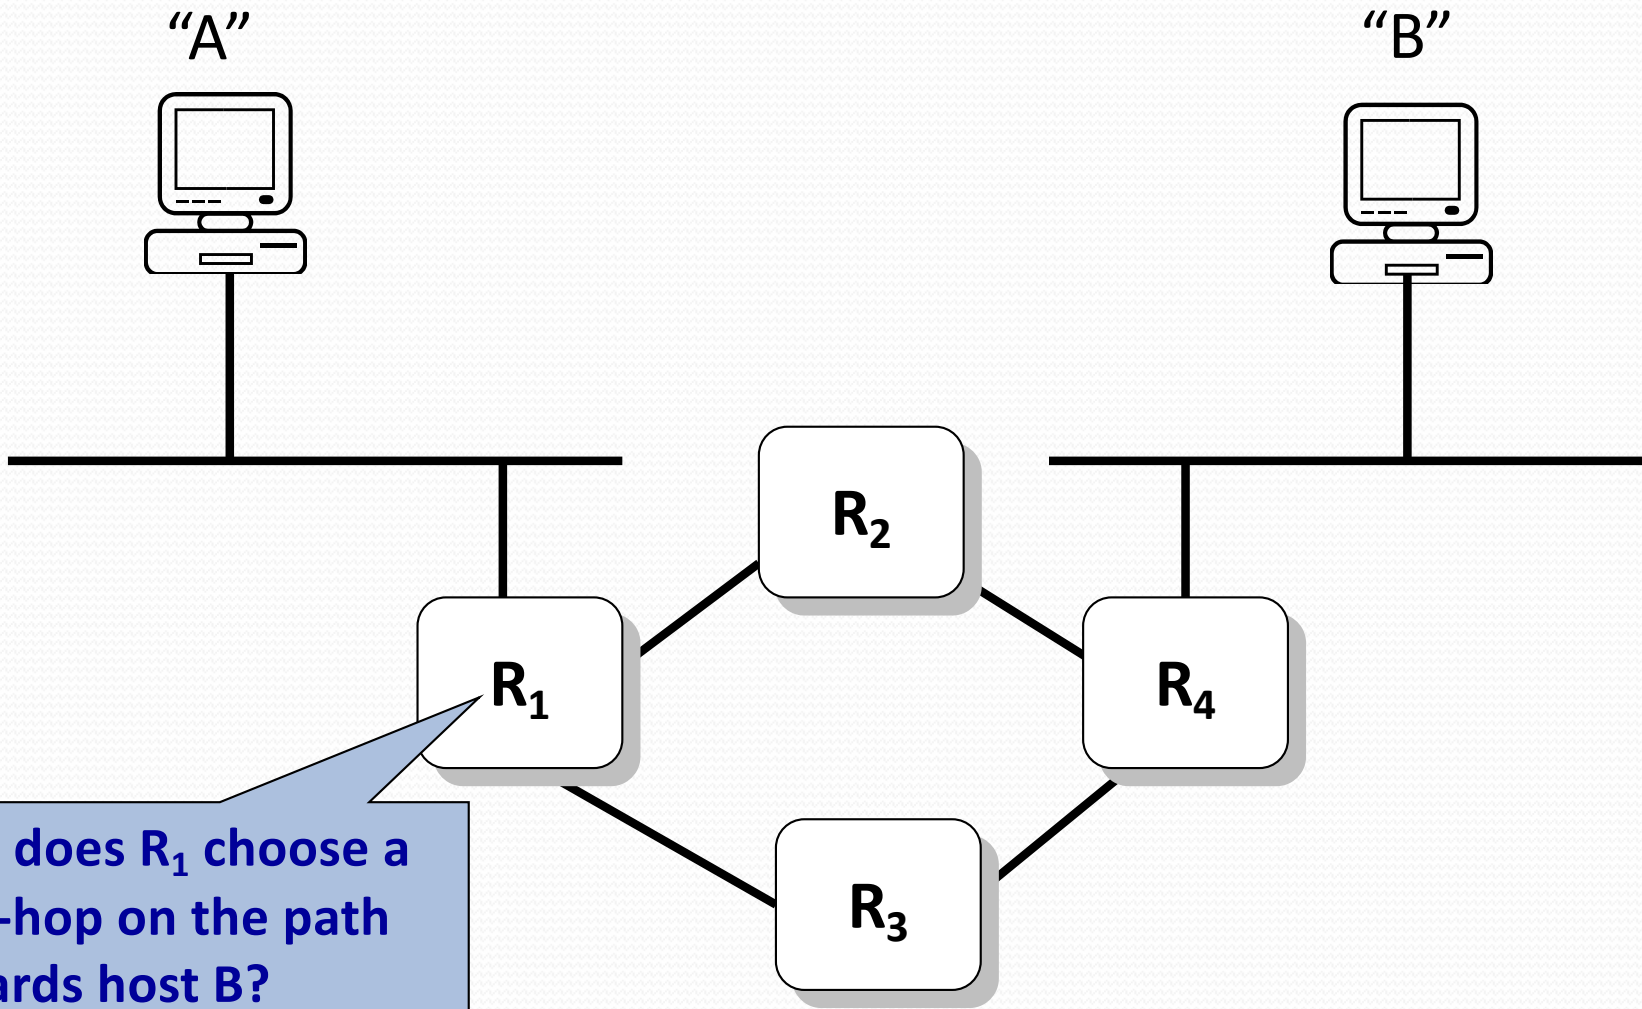 “A”
“B”
R₂
R₁
R₄
R₃
does R₁ choose a
-hop on the path
ards host B?